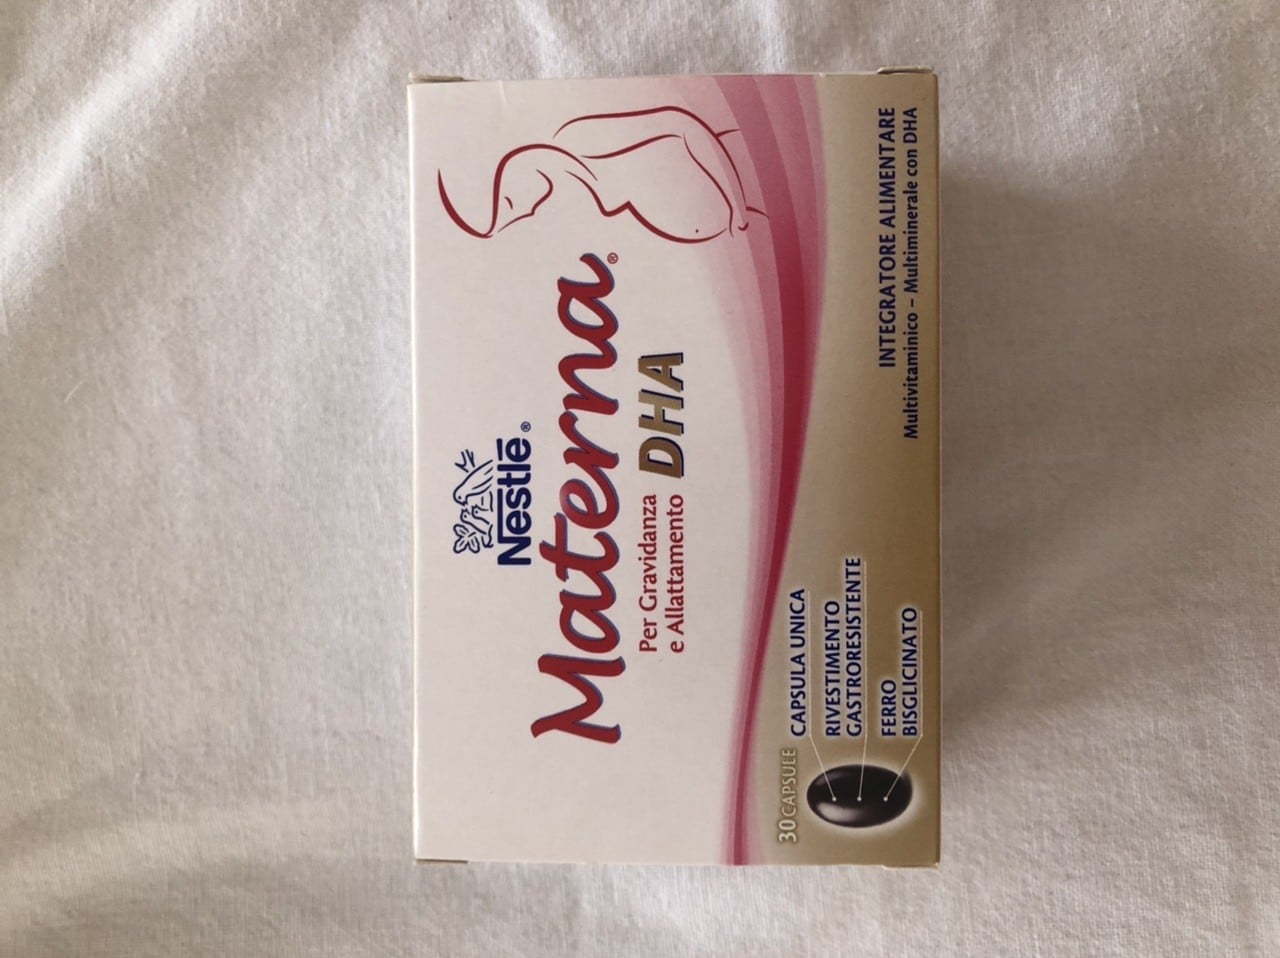 Nestlé®
Materna®
Per Gravidanza
e Allattamento
DHA
30 CAPSULE
CAPSULA UNICA
RIVESTIMENTO
GASTRORESISTENTE
FERRO
BISGLICINATO
INTEGRATORE ALIMENTARE
Multivitaminico – Multiminerale con DHA